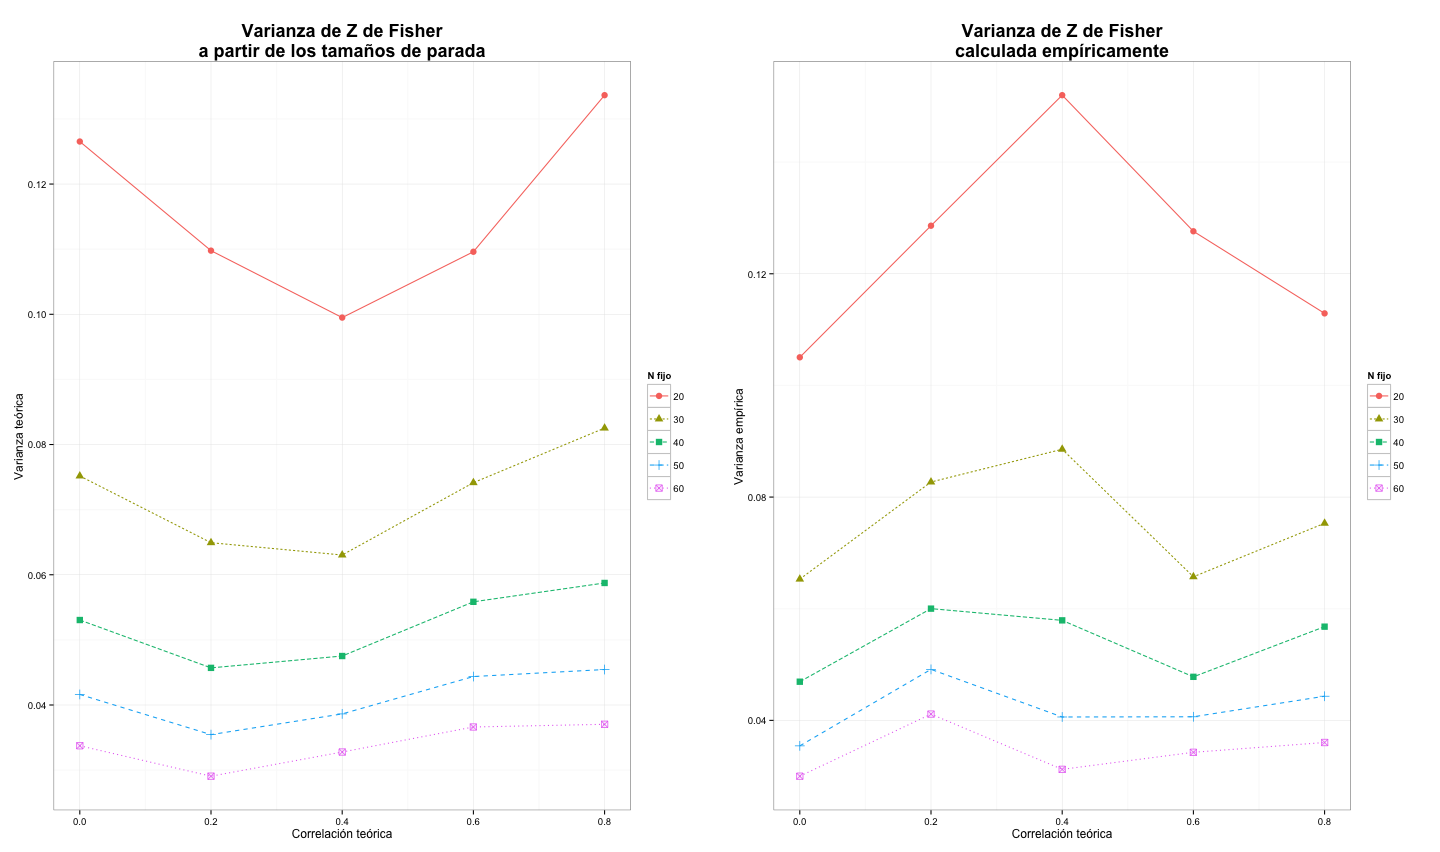 Varianza de Z de Fisher
a partir de los tamaños de parada
Varianza teórica
0.12
0.10
0.08
0.06
0.04
0.0 0.2 0.4 0.6 0.8
Correlación teórica
N fijo
20
30
40
50
60
Varianza de Z de Fisher
calculada empíricamente
Varianza empírica
0.12
0.08
0.04
0.0 0.2 0.4 0.6 0.8
Correlación teórica
N fijo
20
30
40
50
60